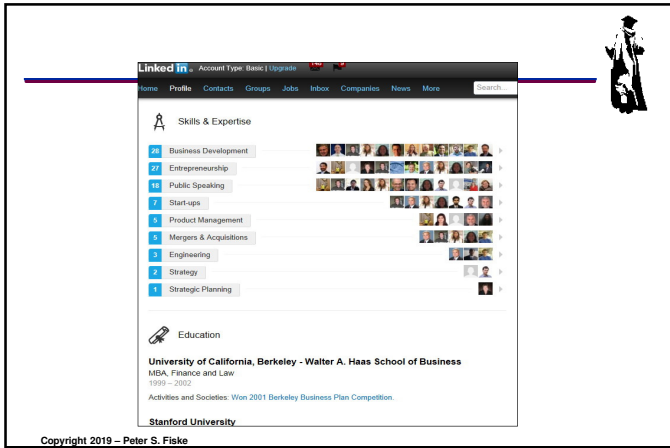 Linked in® Account Type: Basic | Upgrade
Home Profile Contacts Groups Jobs Inbox Companies News More Search...
Skills & Expertise
28 Business Development
27 Entrepreneurship
18 Public Speaking
7 Start-ups
5 Product Management
5 Mergers & Acquisitions
3 Engineering
2 Strategy
1 Strategic Planning
Education
University of California, Berkeley - Walter A. Haas School of Business
MBA, Finance and Law
1999 – 2002
Activities and Societies: Won 2001 Berkeley Business Plan Competition.
Stanford University
Copyright 2019 – Peter S. Fiske